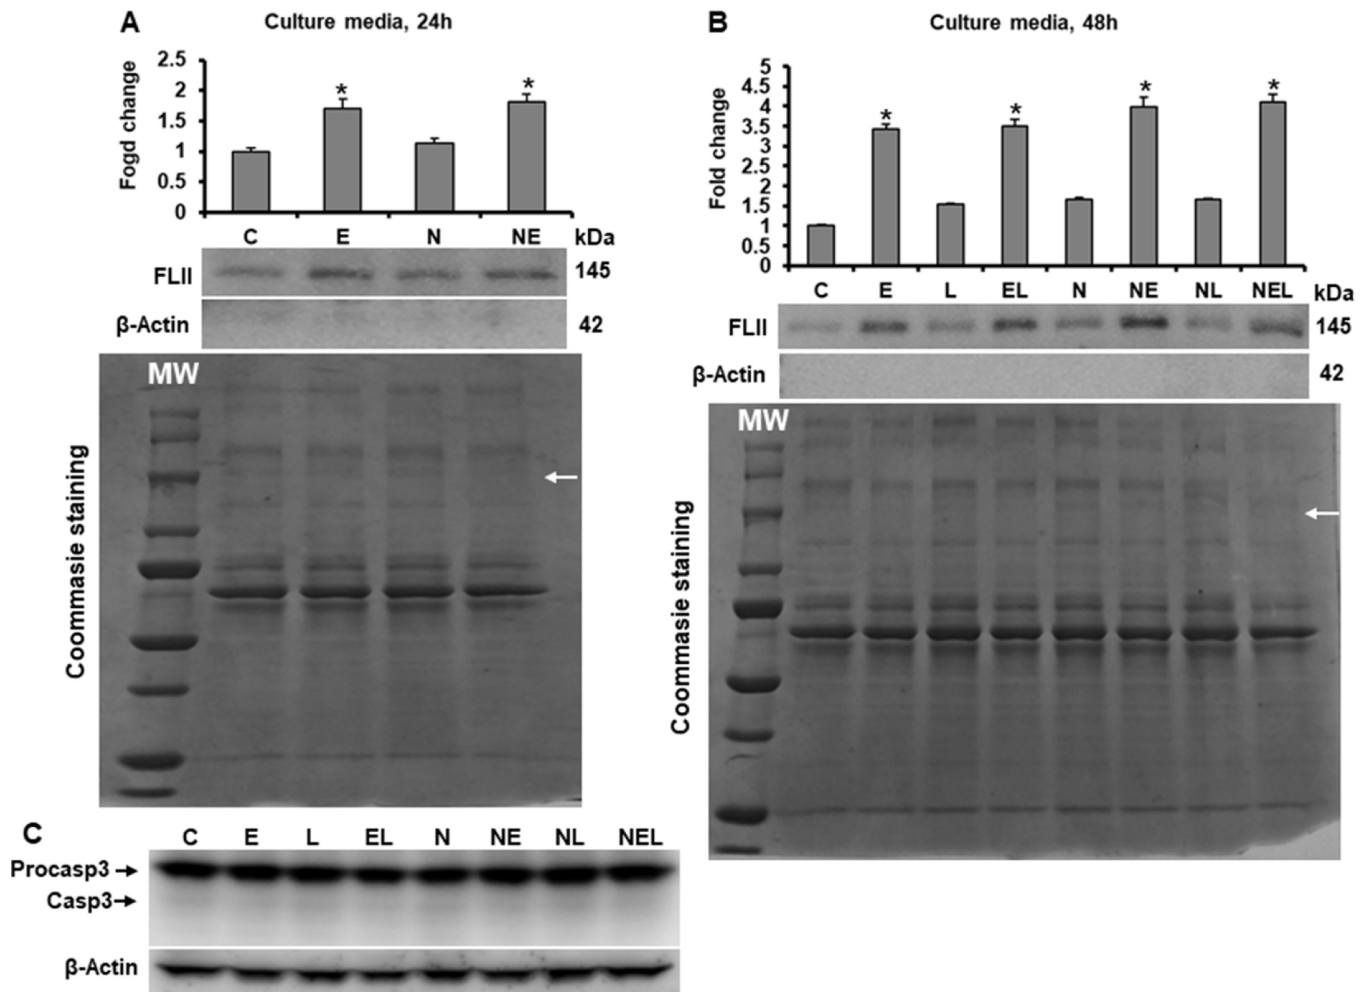 A Culture media, 24h
Fogd change
2.5
2
1.5
1
0.5
0
C E N NE kDa
FLII 145
β-Actin 42
MW
Coommasie staining
B Culture media, 48h
Fold change
5
4.5
4
3.5
3
2.5
2
1.5
1
0.5
0
* * * *
C E L EL N NE NL NEL kDa
FLII 145
β-Actin 42
MW
Coommasie staining
C
C E L EL N NE NL NEL
Procasp3
Casp3
β-Actin